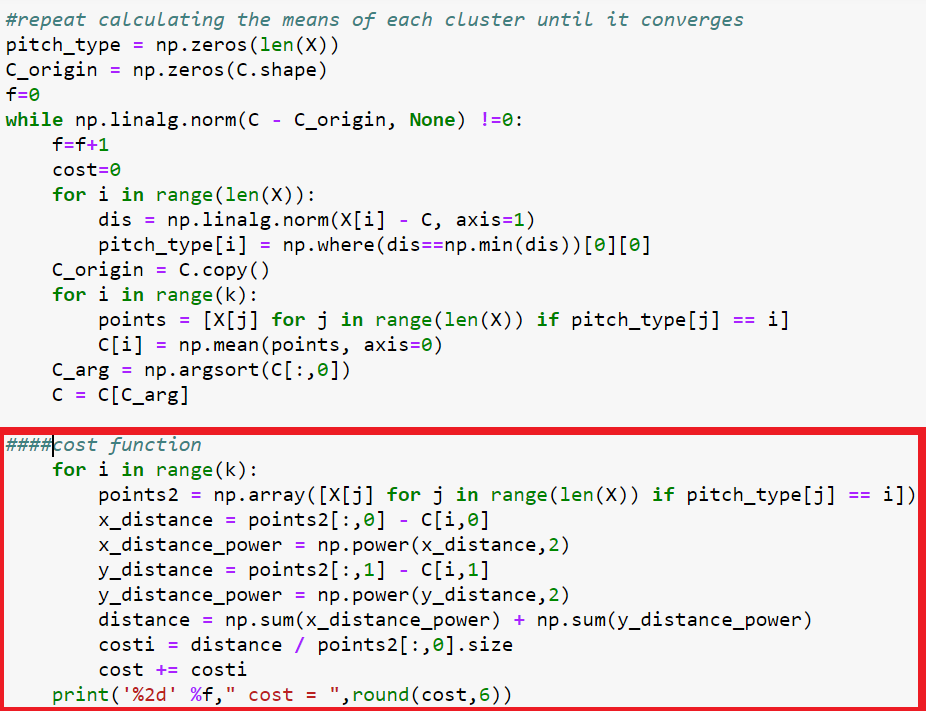 #repeat calculating the means of each cluster until it converges
pitch_type = np.zeros(len(X))
C_origin = np.zeros(C.shape)
f=0
while np.linalg.norm(C - C_origin, None) !=0:
    f=f+1
    cost=0
    for i in range(len(X)):
        dis = np.linalg.norm(X[i] - C, axis=1)
        pitch_type[i] = np.where(dis==np.min(dis))[0][0]
    C_origin = C.copy()
    for i in range(k):
        points = [X[j] for j in range(len(X)) if pitch_type[j] == i]
        C[i] = np.mean(points, axis=0)
    C_arg = np.argsort(C[:,0])
    C = C[C_arg]
####cost function
    for i in range(k):
        points2 = np.array([X[j] for j in range(len(X)) if pitch_type[j] == i])
        x_distance = points2[:,0] - C[i,0]
        x_distance_power = np.power(x_distance,2)
        y_distance = points2[:,1] - C[i,1]
        y_distance_power = np.power(y_distance,2)
        distance = np.sum(x_distance_power) + np.sum(y_distance_power)
        costi = distance / points2[:,0].size
        cost += costi
    print('%2d' %f," cost = ",round(cost,6))